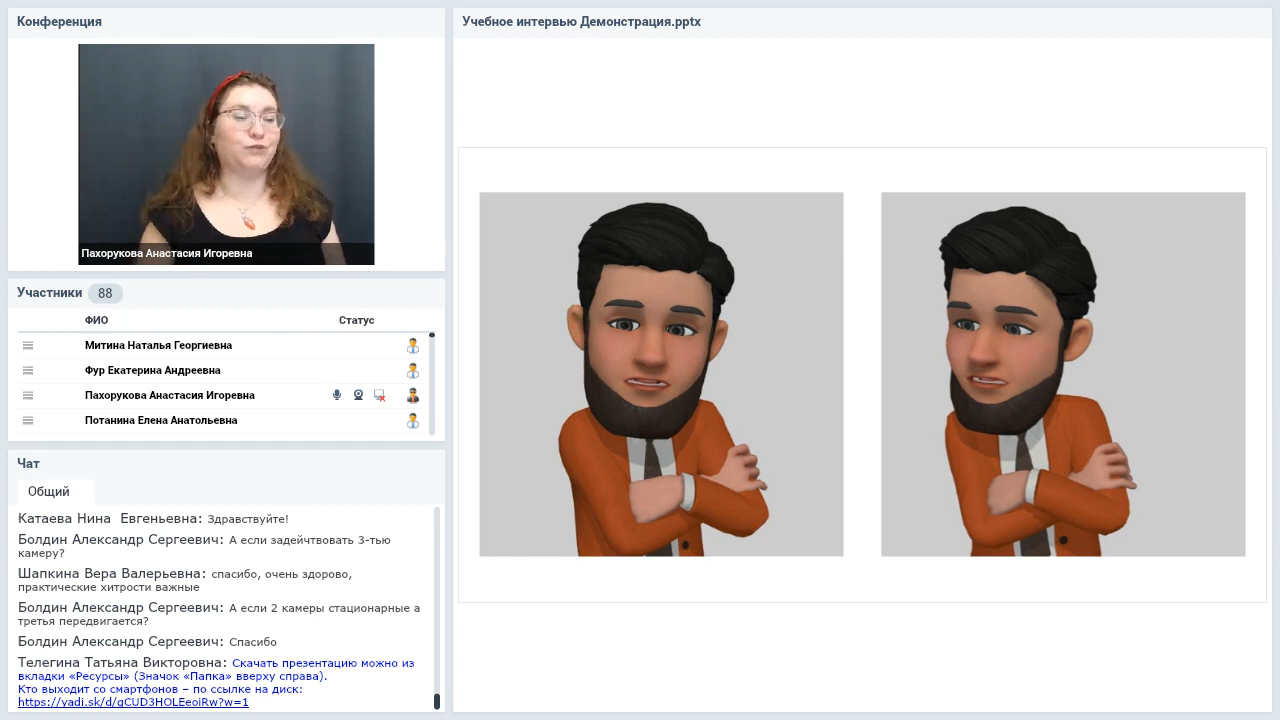 Конференция
Пахорукова Анастасия Игоревна
Участники 88
ФИО Статус
Митина Наталья Георгиевна
Фур Екатерина Андреевна
Пахорукова Анастасия Игоревна
Потанина Елена Анатольевна
Чат
Общий
Катаева Нина  Евгеньевна: Здравствуйте!
Болдин Александр Сергеевич: А если задейчтвовать 3-тью
камеру?
Шапкина Вера Валерьевна: спасибо, очень здорово,
практические хитрости важные
Болдин Александр Сергеевич: А если 2 камеры стационарные а
третья передвигается?
Болдин Александр Сергеевич: Спасибо
Телегина Татьяна Викторовна: Скачать презентацию можно из
вкладки «Ресурсы» (Значок «Папка» вверху справа).
Кто выходит со смартфонов – по ссылке на диск:
https://yadi.sk/d/gCUD3HOLEeoiRw?w=1
Учебное интервью Демонстрация.pptx